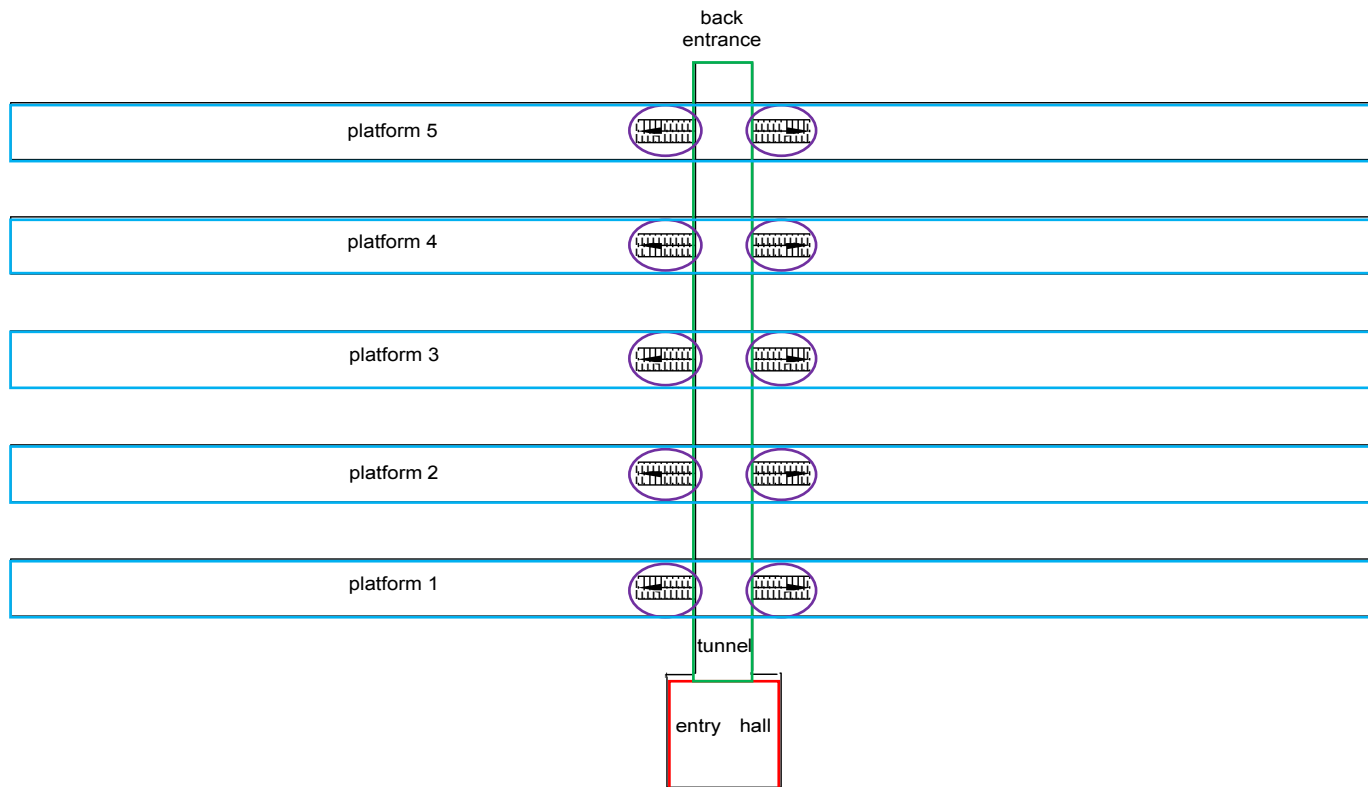 back
entrance
platform 5
platform 4
platform 3
platform 2
platform 1
tunnel
entry hall